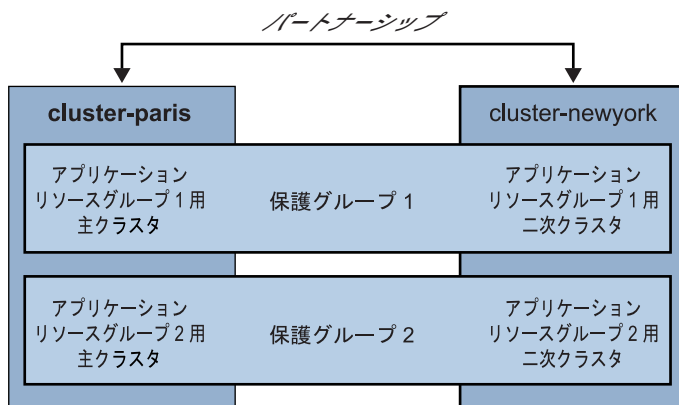 パートナーシップ
cluster-paris
cluster-newyork
アプリケーション
リソースグループ 1 用
主クラスタ
保護グループ 1
アプリケーション
リソースグループ 1 用
二次クラスタ
アプリケーション
リソースグループ 2 用
主クラスタ
保護グループ 2
アプリケーション
リソースグループ 2 用
二次クラスタ